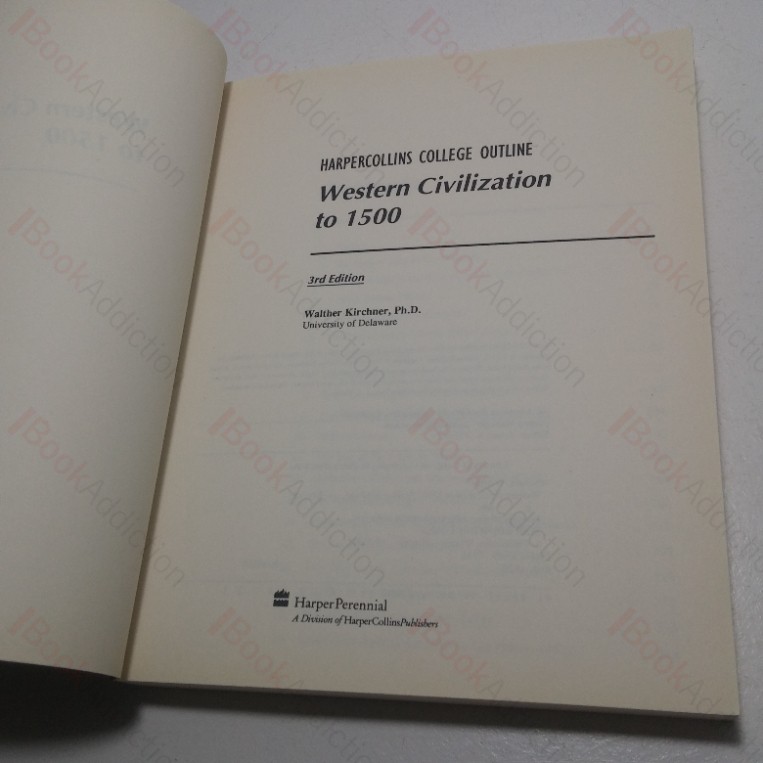 HARPERCOLLINS COLLEGE OUTLINE
Western Civilization
to 1500
3rd Edition
Walther Kirchner, Ph.D.
University of Delaware
HarperPerennial
A Division of HarperCollinsPublishers
BookAddiction